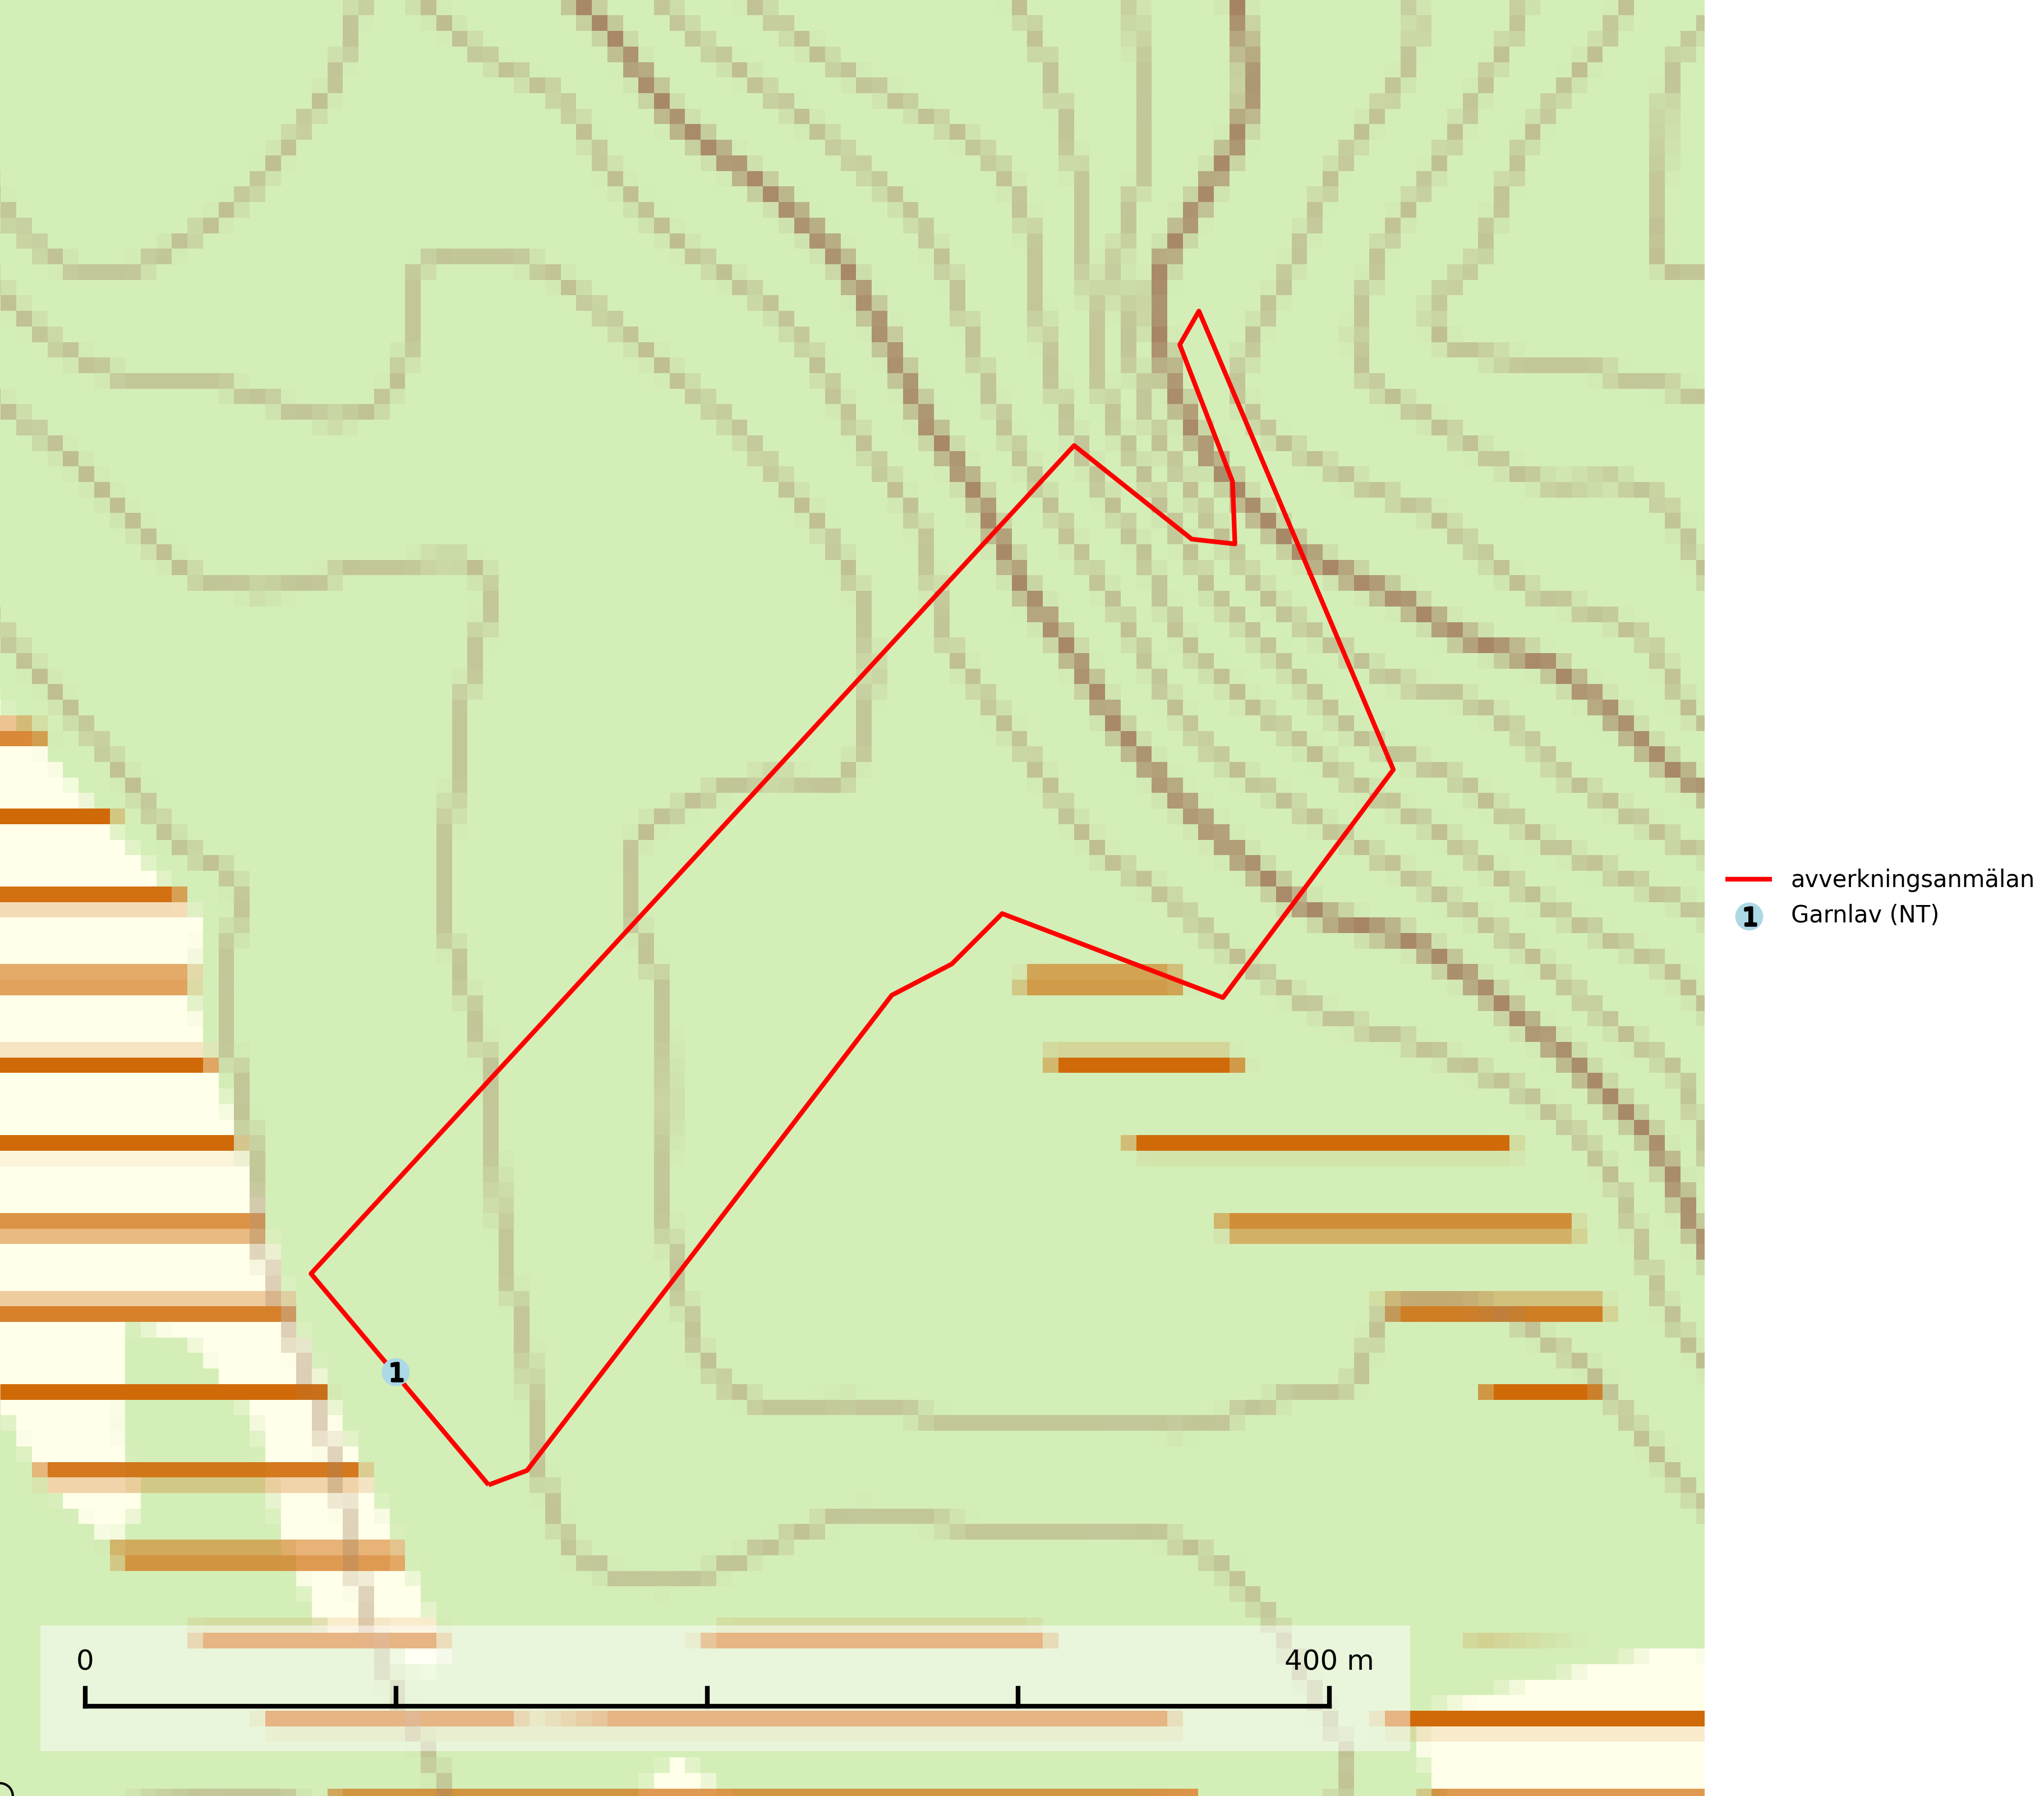 avverkningsanmälan
1 Garnlav (NT)
1
0 400 m